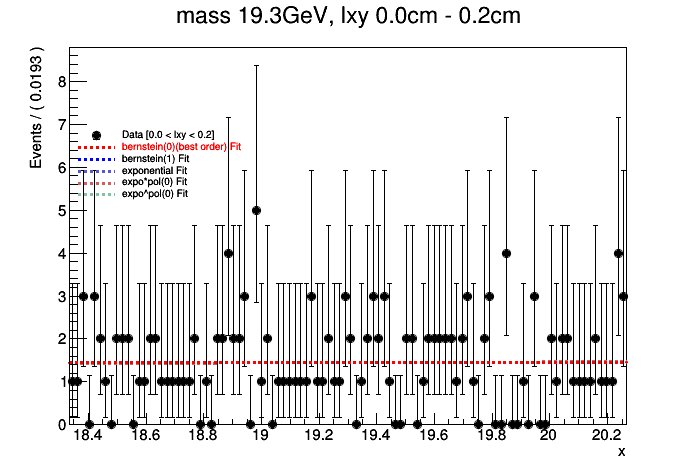 mass 19.3GeV, lxy 0.0cm - 0.2cm
Events / ( 0.0193 )
8
7
6
5
4
3
2
1
0
Data [0.0 < lxy < 0.2]
bernstein(0)(best order) Fit
bernstein(1) Fit
exponential Fit
expo*pol(0) Fit
expo^pol(0) Fit
18.4 18.6 18.8 19 19.2 19.4 19.6 19.8 20 20.2
x